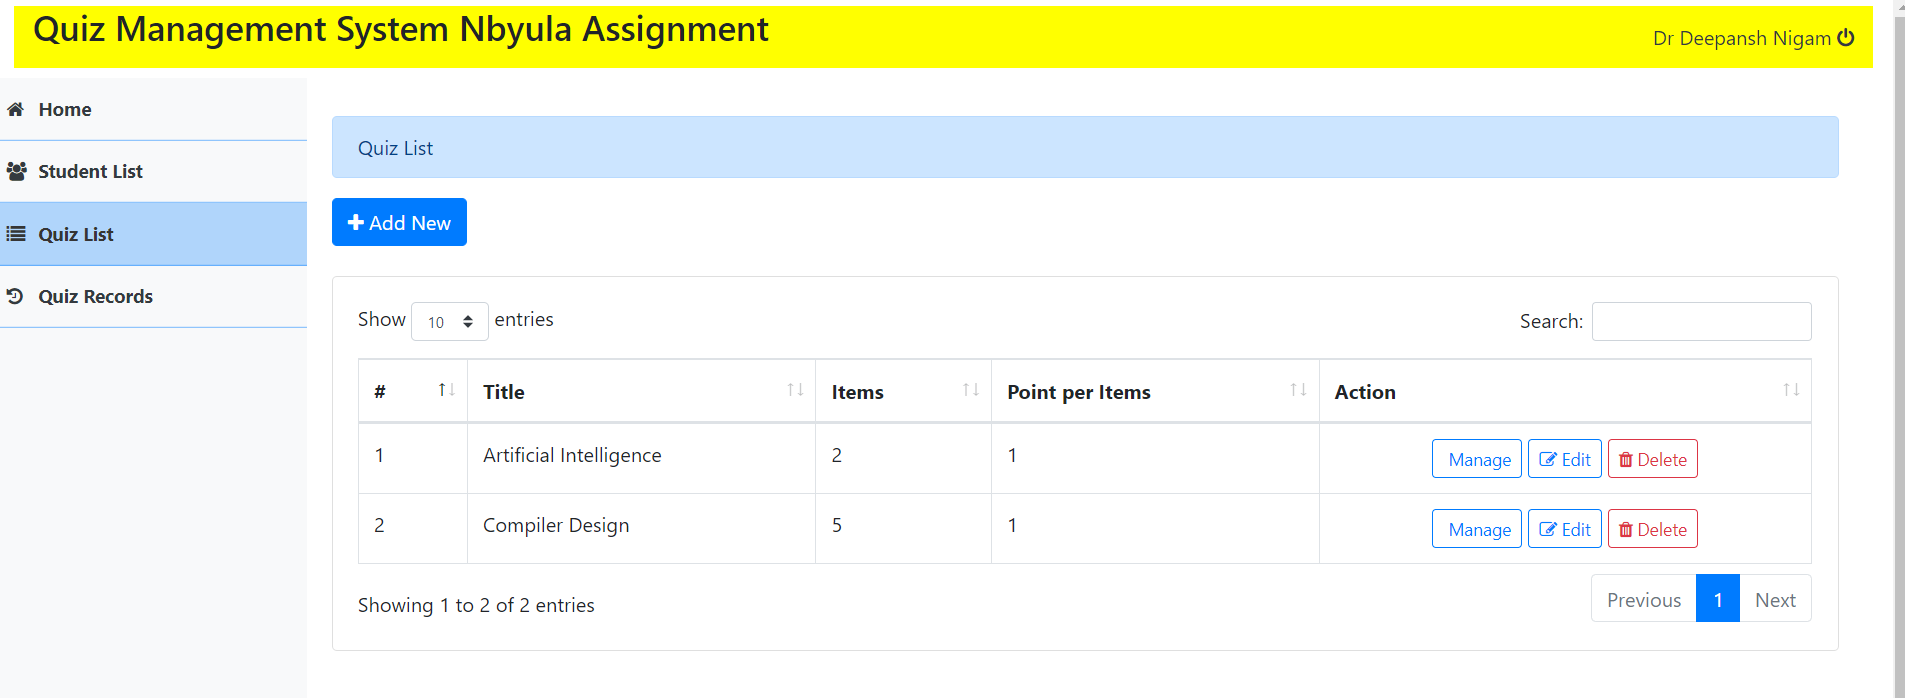 Quiz Management System Nbyula Assignment
Dr Deepansh Nigam
Home
Student List
Quiz List
Quiz Records
Quiz List
Add New
Show 10 entries
Search:
# Title Items Point per Items Action
1 Artificial Intelligence 2 1 Manage Edit Delete
2 Compiler Design 5 1 Manage Edit Delete
Showing 1 to 2 of 2 entries
Previous 1 Next